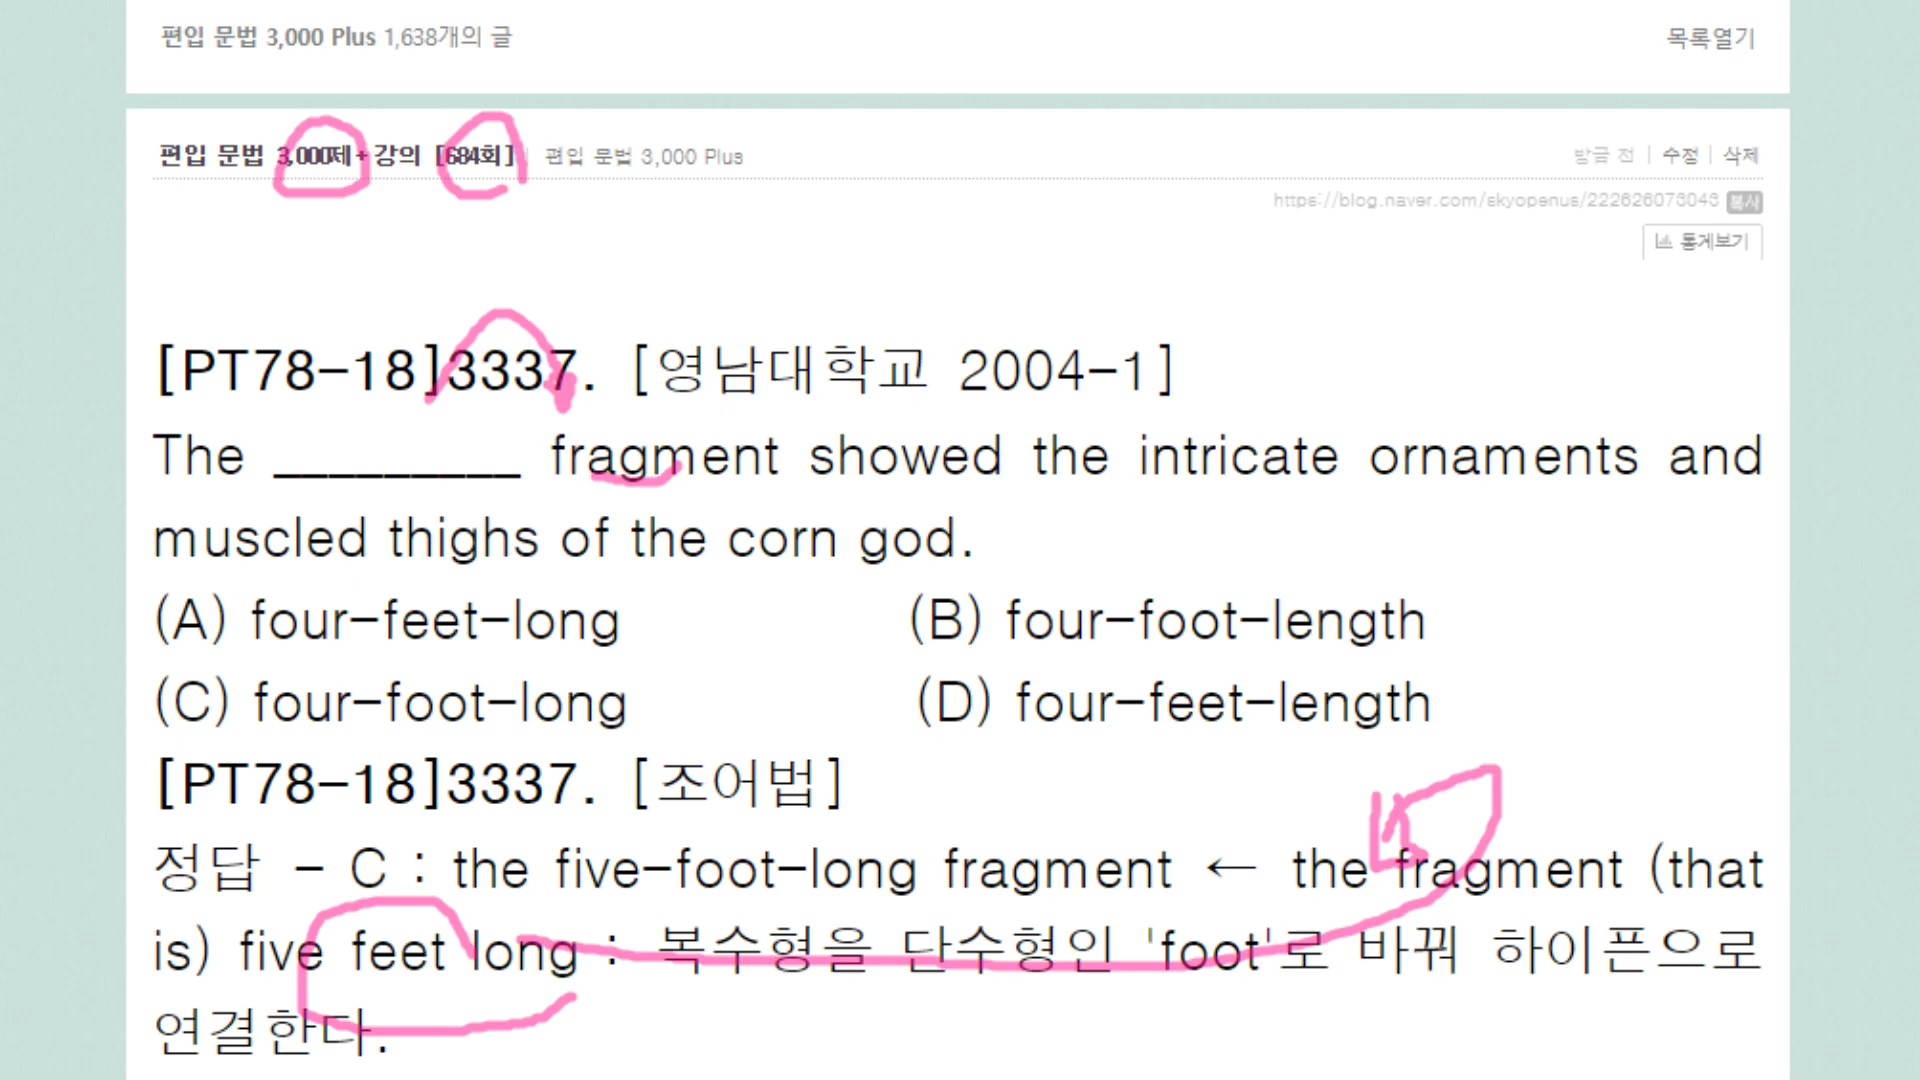 편입 문법 3,000 Plus 1,638개의 글
목록열기
편입 문법 3,000제+ 강의 [684회] | 편입 문법 3,000 Plus
방금 전 | 수정 | 삭제
https://blog.naver.com/skyopenus/222626073043 복사
통계보기
[PT78-18]3337. [영남대학교 2004-1]
The _________ fragment showed the intricate ornaments and
muscled thighs of the corn god.
(A) four-feet-long (B) four-foot-length
(C) four-foot-long (D) four-feet-length
[PT78-18]3337. [조어법]
정답 - C : the five-foot-long fragment ← the fragment (that
is) five feet long : 복수형을 단수형인 'foot'로 바꿔 하이픈으로
연결한다.